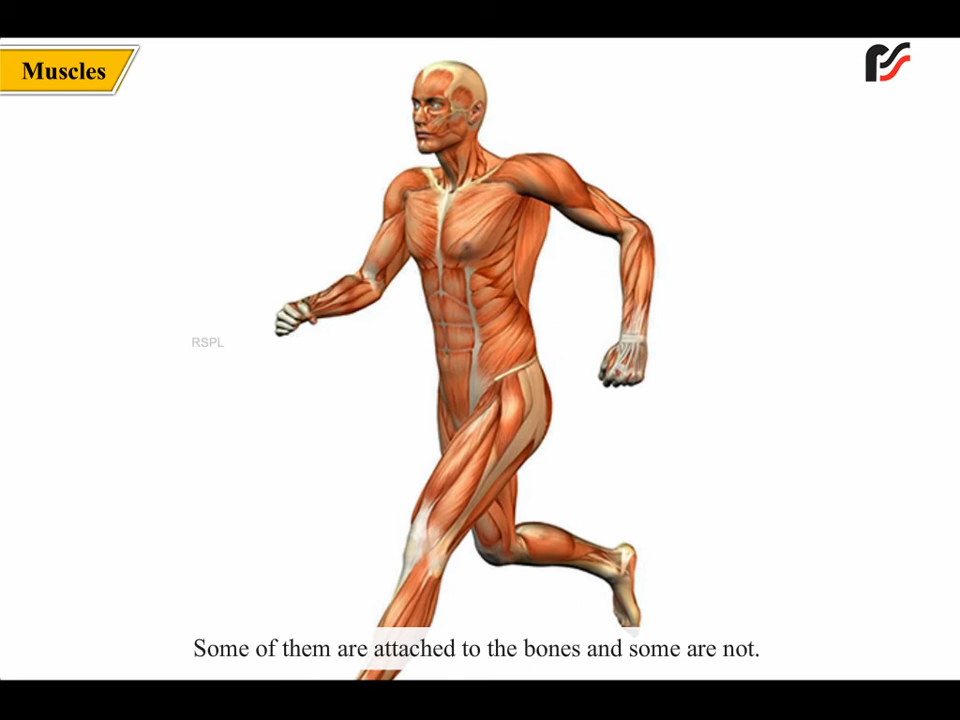 Muscles
RSPL
Some of them are attached to the bones and some are not.